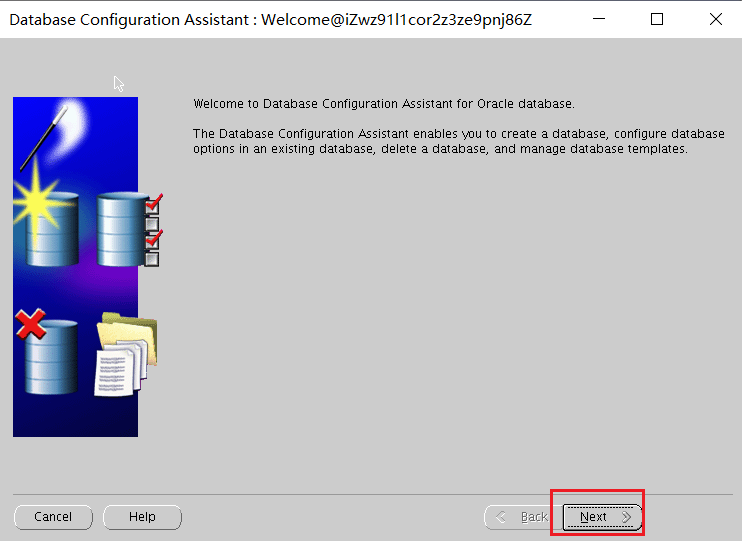 Database Configuration Assistant : Welcome@iZwz91l1cor2z3ze9pnj86Z
Welcome to Database Configuration Assistant for Oracle database.
The Database Configuration Assistant enables you to create a database, configure database
options in an existing database, delete a database, and manage database templates.
Cancel
Help
Back
Next